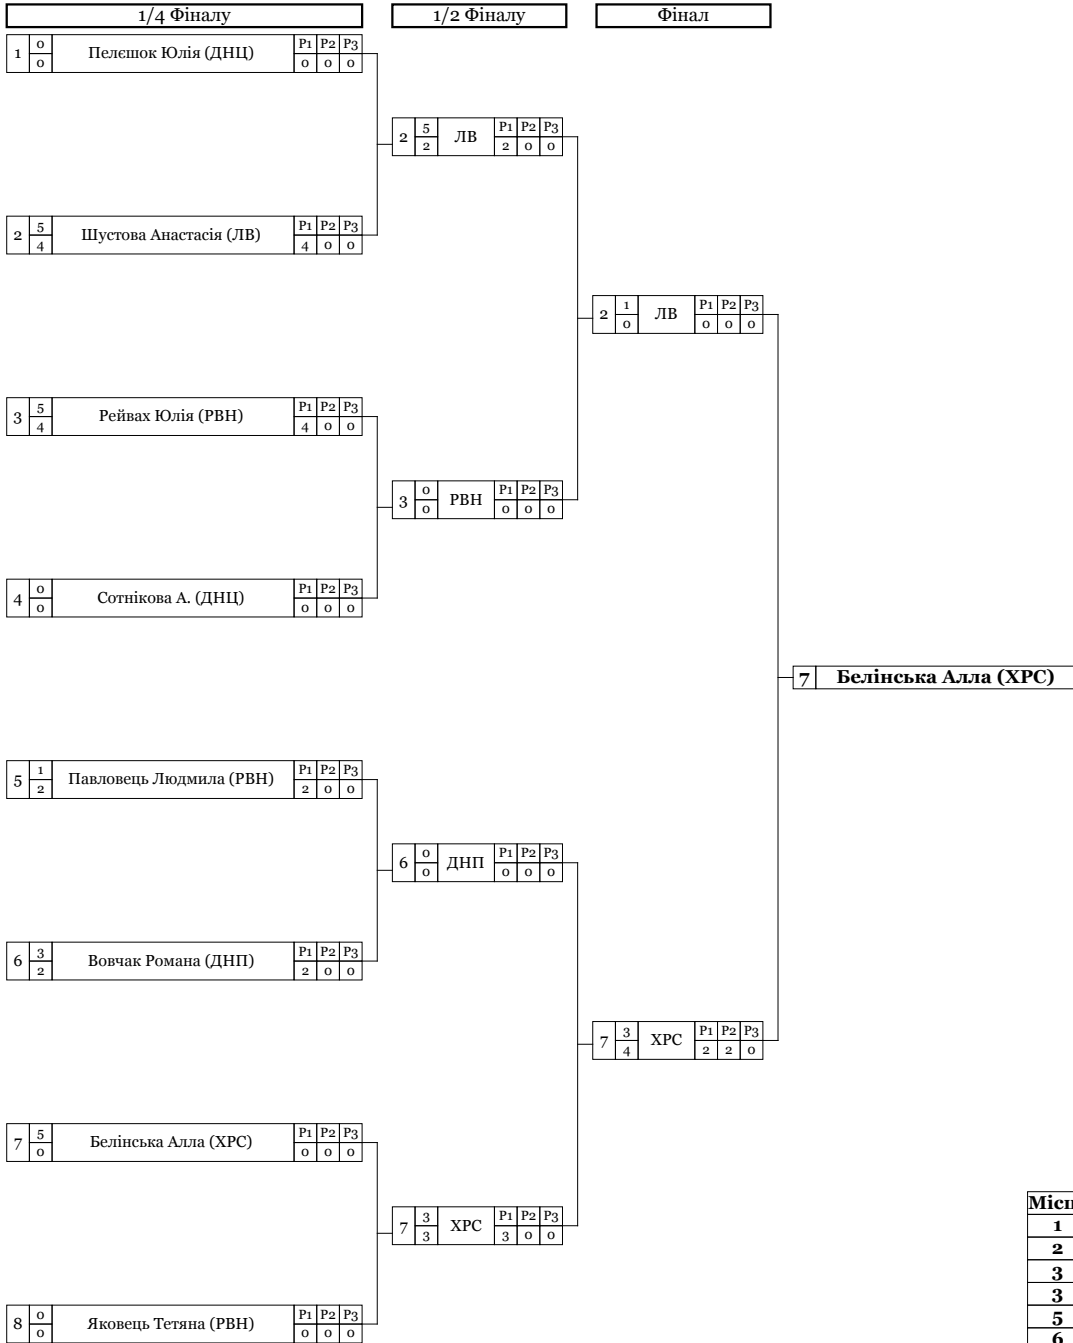 1/4 Фіналу 1/2 Фіналу Фінал
1 0 Пелєшок Юлія (ДНЦ) P1 P2 P3
0 0 0 0
2 5 ЛВ P1 P2 P3
2 2 0 0
2 5 Шустова Анастасія (ЛВ) P1 P2 P3
4 4 0 0
2 1 ЛВ P1 P2 P3
0 0 0 0
3 5 Рейвах Юлія (РВН) P1 P2 P3
4 4 0 0
3 0 РВН P1 P2 P3
0 0 0 0
4 0 Сотнікова А. (ДНЦ) P1 P2 P3
0 0 0 0
7 Белінська Алла (ХРС)
5 1 Павловець Людмила (РВН) P1 P2 P3
2 2 0 0
6 0 ДНП P1 P2 P3
0 0 0 0
6 3 Вовчак Романа (ДНП) P1 P2 P3
2 2 0 0
7 3 ХРС P1 P2 P3
4 2 2 0
7 5 Белінська Алла (ХРС) P1 P2 P3
0 0 0 0
Місц
1
7 3 ХРС P1 P2 P3
3 3 0 0
2
3
3
5
8 0 Яковець Тетяна (РВН) P1 P2 P3
0 0 0 0
6